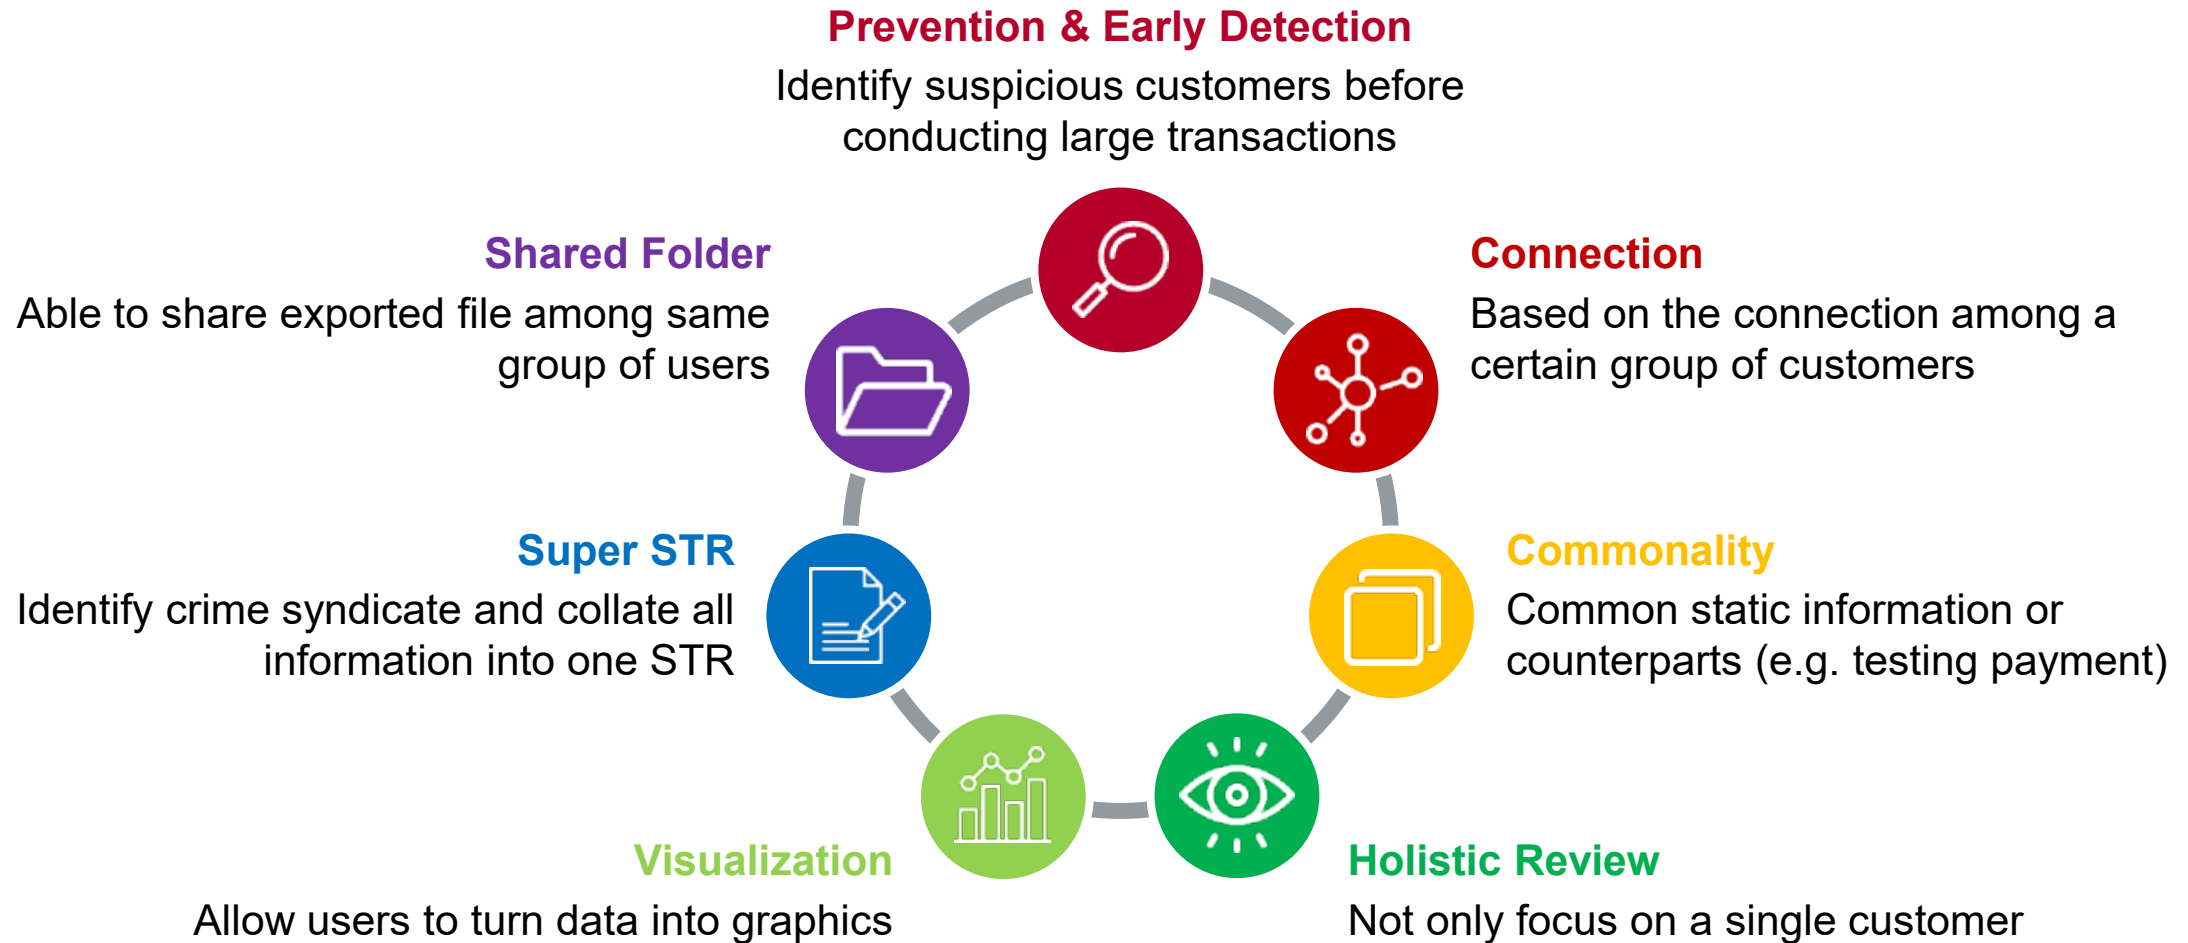 Prevention & Early Detection
Identify suspicious customers before
conducting large transactions
Connection
Based on the connection among a
certain group of customers
Commonality
Common static information or
counterparts (e.g. testing payment)
Holistic Review
Not only focus on a single customer
Visualization
Allow users to turn data into graphics
Super STR
Identify crime syndicate and collate all
information into one STR
Shared Folder
Able to share exported file among same
group of users